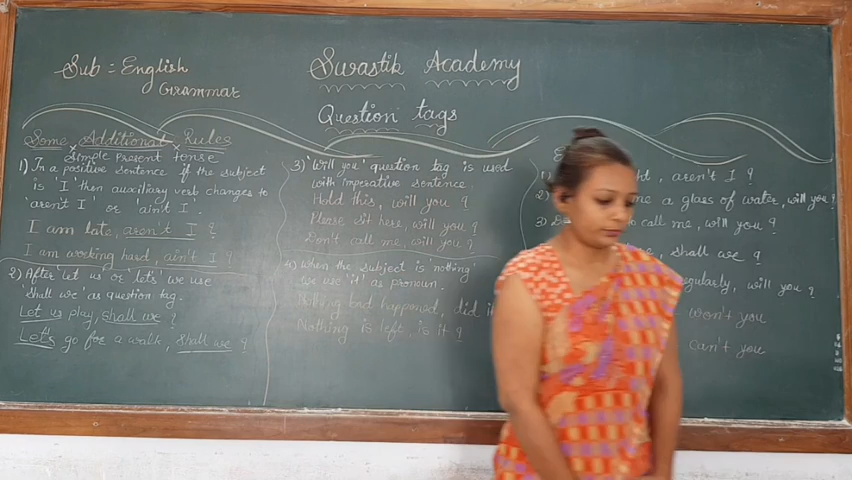 Sub = English
Grammar
Swastik Academy
Question tags
Some Additional Rules
Simple Present tense
1) In a positive sentence if the subject
is 'I' then auxiliary verb changes to
'aren't I' or 'ain't I'.
I am late, aren't I ?
I am working hard, ain't I ?
2) After 'Let us' or 'let's' we use
'shall we' as question tag.
Let us play, shall we ?
Let's go for a walk, shall we ?
3) 'Will you' question tag is used
with imperative sentence.
Hold this, will you ?
Please sit here, will you ?
Don't call me, will you ?
4) When the subject is 'nothing'
we use 'it' as pronoun.
Nothing bad happened, did it
Nothing is left, is it ?
1)
aren't I ?
2)
me a glass of water, will you ?
3)
call me, will you ?
shall we ?
regularly, will you ?
won't you
can't you